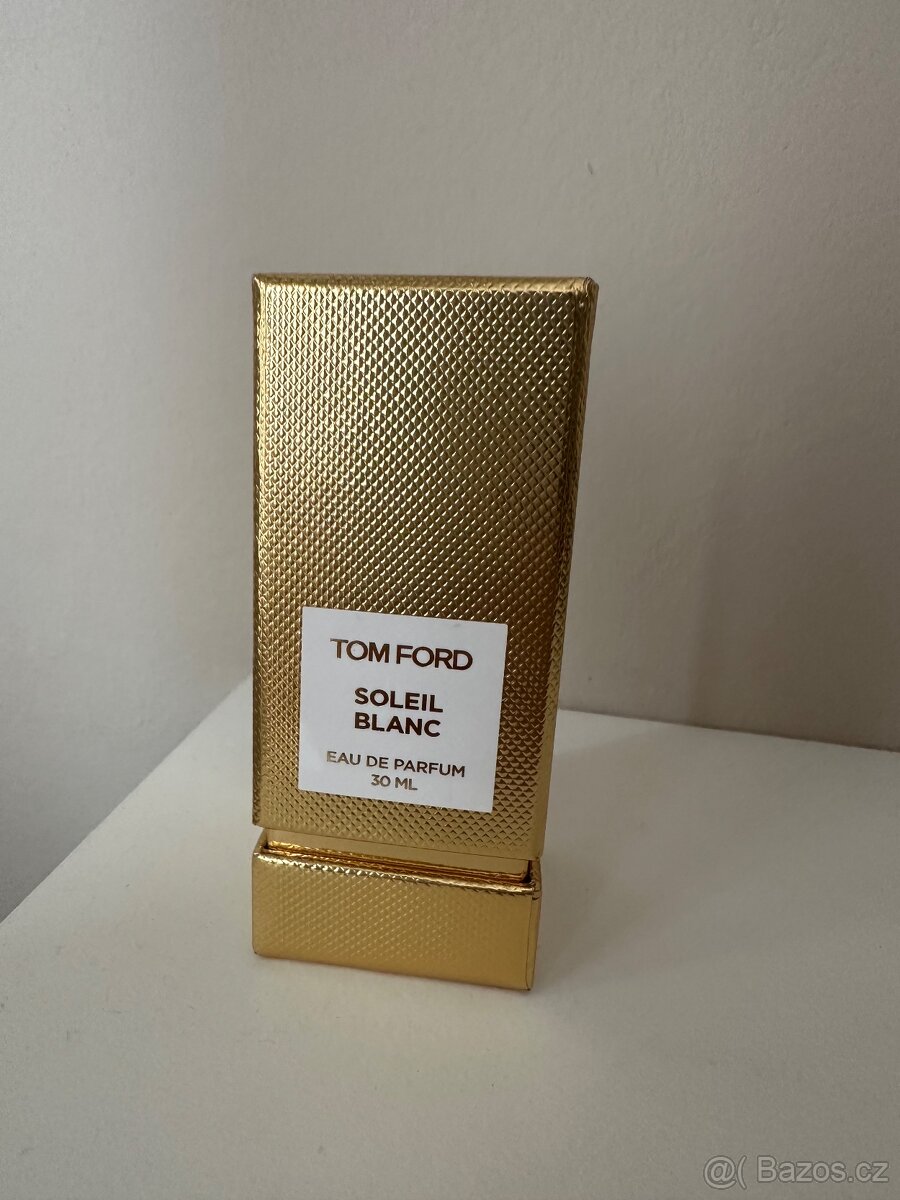 TOM FORD
SOLEIL
BLANC
EAU DE PARFUM
30 ML
@( Bazos.cz